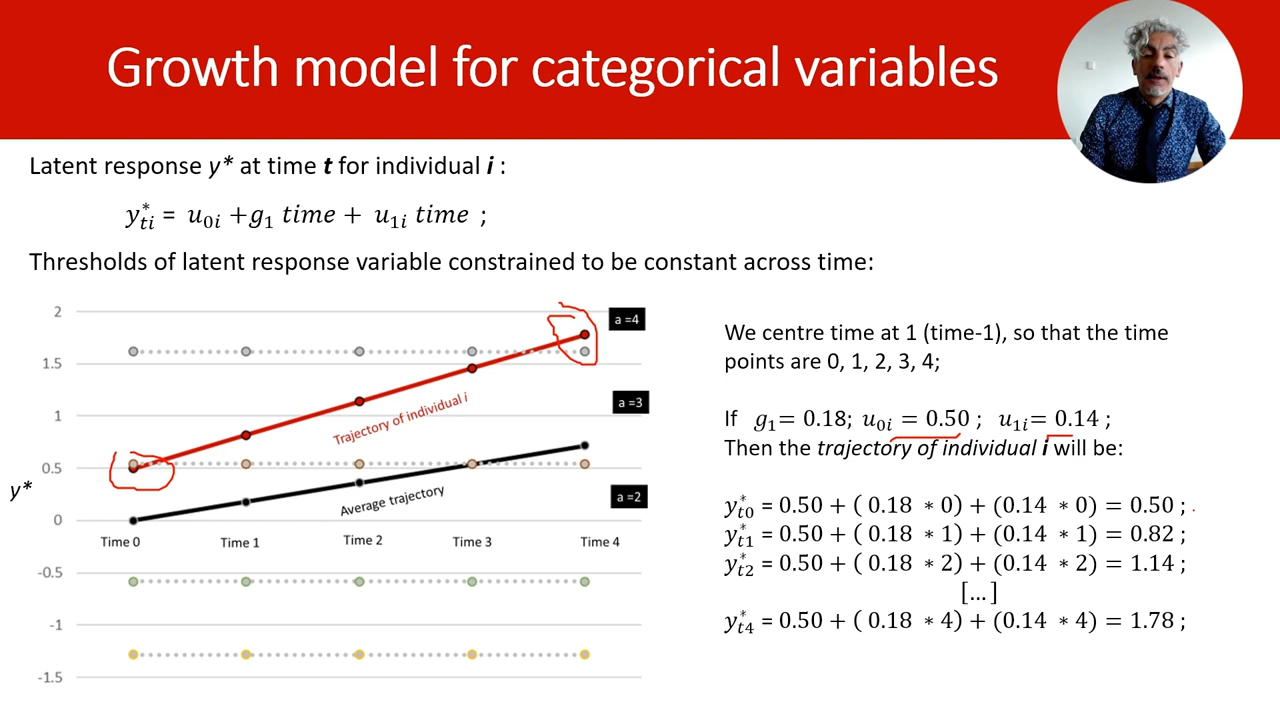 Growth model for categorical variables
Latent response y* at time t for individual i :
y*ti = u0i +g1 time + u1i time ;
Thresholds of latent response variable constrained to be constant across time:
2
1.5
1
0.5
0
-0.5
-1
-1.5
y*
a =4
a =3
a =2
Trajectory of individual i
Average trajectory
Time 0
Time 1
Time 2
Time 3
Time 4
We centre time at 1 (time-1), so that the time
points are 0, 1, 2, 3, 4;
If g1= 0.18; u0i = 0.50 ; u1i= 0.14 ;
Then the trajectory of individual i will be:
y*t0 = 0.50 + ( 0.18 * 0) + (0.14 * 0) = 0.50 ;
y*t1 = 0.50 + ( 0.18 * 1) + (0.14 * 1) = 0.82 ;
y*t2 = 0.50 + ( 0.18 * 2) + (0.14 * 2) = 1.14 ;
[...]
y*t4 = 0.50 + ( 0.18 * 4) + (0.14 * 4) = 1.78 ;